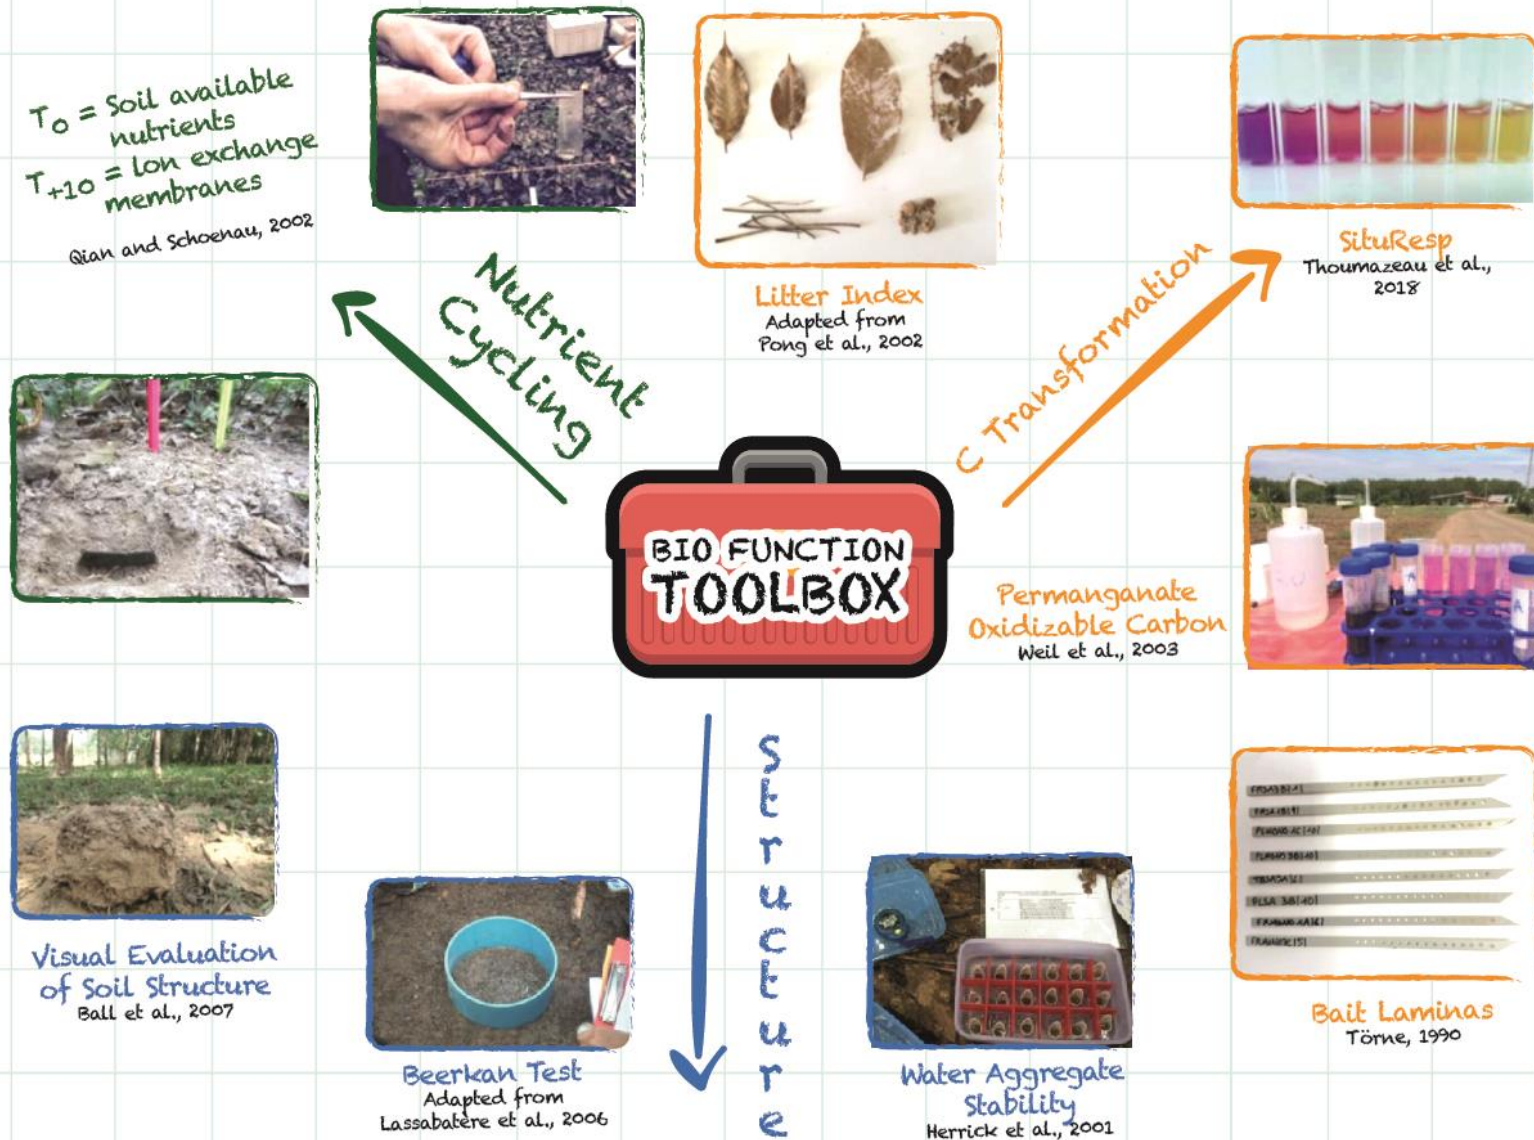 T0 = Soil available
nutrients
T+10 = Ion exchange
membranes
Qian and Schoenau, 2002
Nutrient
Cycling
Litter Index
Adapted from
Pong et al., 2002
C Transformation
SituResp
Thoumazeau et al.,
2018
BIO FUNCTION
TOOLBOX
Permanganate
Oxidizable Carbon
Weil et al., 2003
Visual Evaluation
of Soil Structure
Ball et al., 2007
Beerkan Test
Adapted from
Lassabatère et al., 2006
Structure
Water Aggregate
Stability
Herrick et al., 2001
Bait Laminas
Törne, 1990